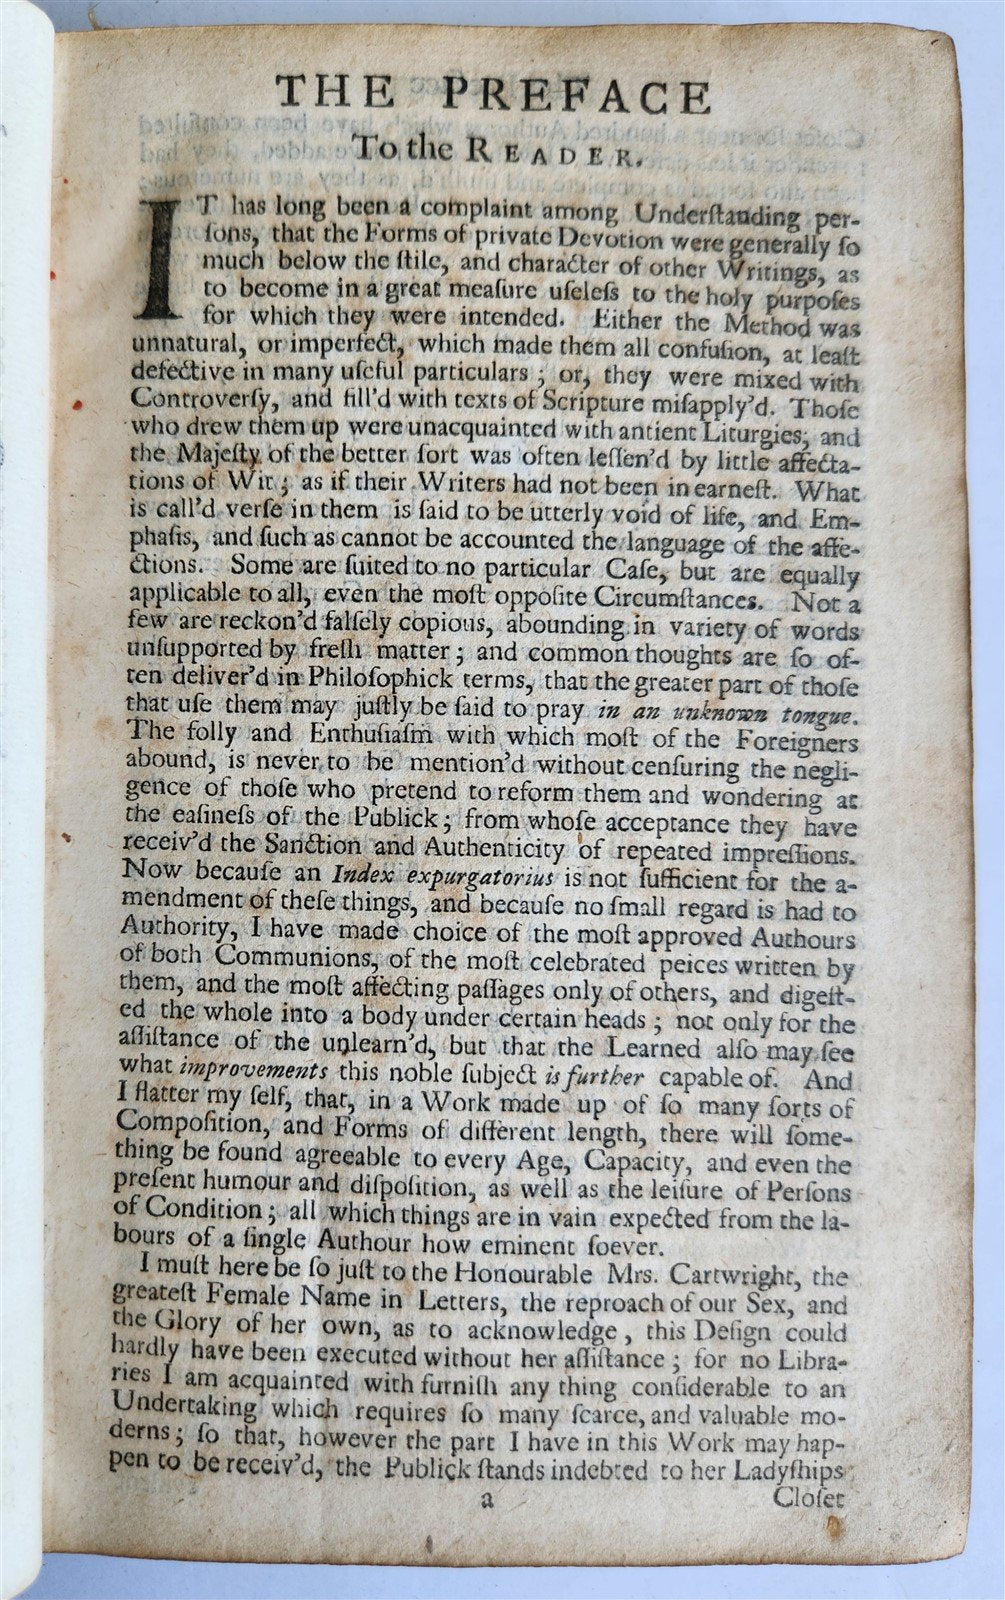 THE PREFACE
To the READER.
IT has long been a complaint among Underſtanding per-
ſons, that the Forms of private Devotion were generally ſo
much below the ſtile, and character of other Writings, as
to become in a great meaſure uſeleſs to the holy purpoſes
for which they were intended. Either the Method was
unnatural, or imperfect, which made them all confuſion, at leaſt
defective in many uſeful particulars; or, they were mixed with
Controverſy, and fill'd with texts of Scripture miſapply'd. Thoſe
who drew them up were unacquainted with antient Liturgies, and
the Majeſty of the better ſort was often leſſen'd by little affecta-
tions of Wit; as if their Writers had not been in earneſt. What
is call'd verſe in them is ſaid to be utterly void of life, and Em-
phaſis, and ſuch as cannot be accounted the language of the affe-
ctions. Some are ſuited to no particular Caſe, but are equally
applicable to all, even the moſt oppoſite Circumſtances. Not a
few are reckon'd falſely copious, abounding in variety of words
unſupported by freſh matter; and common thoughts are ſo of-
ten deliver'd in Philoſophick terms, that the greater part of thoſe
that uſe them may juſtly be ſaid to pray in an unknown tongue.
The folly and Enthuſiaſm with which moſt of the Foreigners
abound, is never to be mention'd without cenſuring the negli-
gence of thoſe who pretend to reform them and wondering at
the eaſineſs of the Publick; from whoſe acceptance they have
receiv'd the Sanction and Authenticity of repeated impreſſions.
Now becauſe an Index expurgatorius is not ſufficient for the a-
mendment of theſe things, and becauſe no ſmall regard is had to
Authority, I have made choice of the moſt approved Authours
of both Communions, of the moſt celebrated peices written by
them, and the moſt affecting paſſages only of others, and digeſt-
ed the whole into a body under certain heads; not only for the
aſſiſtance of the unlearn'd, but that the Learned alſo may ſee
what improvements this noble ſubject is further capable of. And
I flatter my ſelf, that, in a Work made up of ſo many ſorts of
Compoſition, and Forms of different length, there will ſome-
thing be found agreeable to every Age, Capacity, and even the
preſent humour and diſpoſition, as well as the leiſure of Perſons
of Condition; all which things are in vain expected from the la-
bours of a ſingle Authour how eminent ſoever.
I muſt here be ſo juſt to the Honourable Mrs. Cartwright, the
greateſt Female Name in Letters, the reproach of our Sex, and
the Glory of her own, as to acknowledge, this Deſign could
hardly have been executed without her aſſiſtance; for no Libra-
ries I am acquainted with furniſh any thing conſiderable to an
Undertaking which requires ſo many ſcarce, and valuable mo-
derns; ſo that, however the part I have in this Work may hap-
pen to be receiv'd, the Publick ſtands indebted to her Ladyſhips
a Cloſet